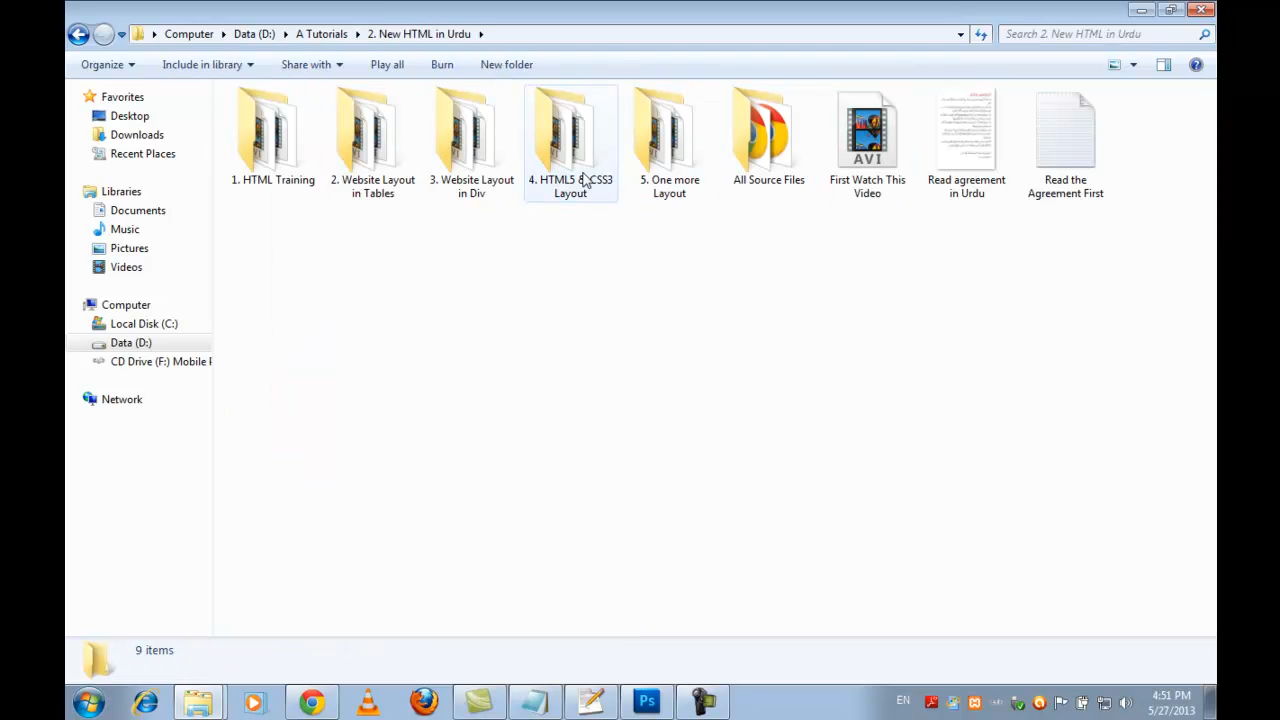 Computer
Data (D:)
A Tutorials
2. New HTML in Urdu
Search 2. New HTML in Urdu
Organize
Include in library
Share with
Play all
Burn
New folder
Favorites
Desktop
Downloads
Recent Places
Libraries
Documents
Music
Pictures
Videos
Computer
Local Disk (C:)
Data (D:)
CD Drive (F:) Mobile
Network
1. HTML Training
2. Website Layout
in Tables
3. Website Layout
in Div
4. HTML5 & CSS3
Layout
5. One more
Layout
All Source Files
AVI
First Watch This
Video
Read agreement
in Urdu
Read the
Agreement First
9 items
Ps
EN
4:51 PM
5/27/2013